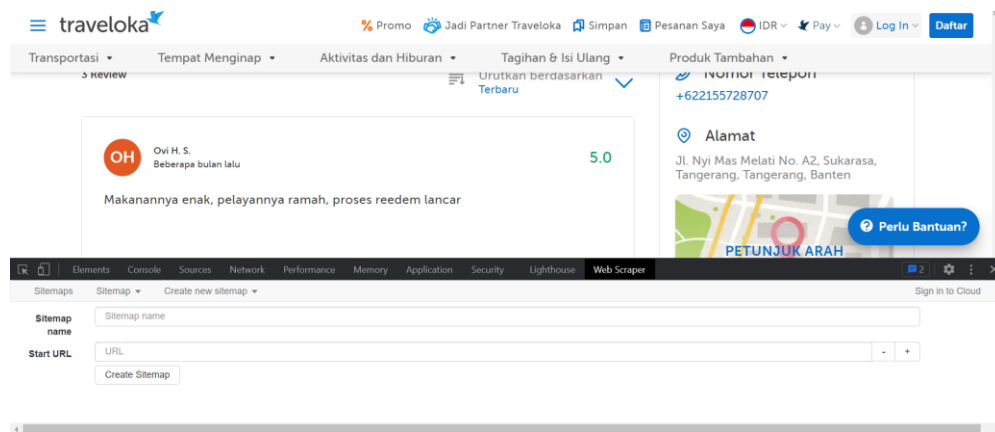 traveloka
% Promo Jadi Partner Traveloka Simpan Pesanan Saya IDR Pay Log In Daftar
Transportasi Tempat Menginap Aktivitas dan Hiburan Tagihan & Isi Ulang Produk Tambahan
3 Review
Urutkan berdasarkan
Terbaru
Nomor Telepon
+622155728707
Alamat
Jl. Nyi Mas Melati No. A2, Sukarasa,
Tangerang, Tangerang, Banten
OH
Ovi H. S.
Beberapa bulan lalu
5.0
Makanannya enak, pelayannya ramah, proses reedem lancar
? Perlu Bantuan?
PETUNJUK ARAH
Elements Console Sources Network Performance Memory Application Security Lighthouse Web Scraper 2
Sitemaps Sitemap Create new sitemap Sign in to Cloud
Sitemap name
Sitemap name
Start URL
URL - +
Create Sitemap